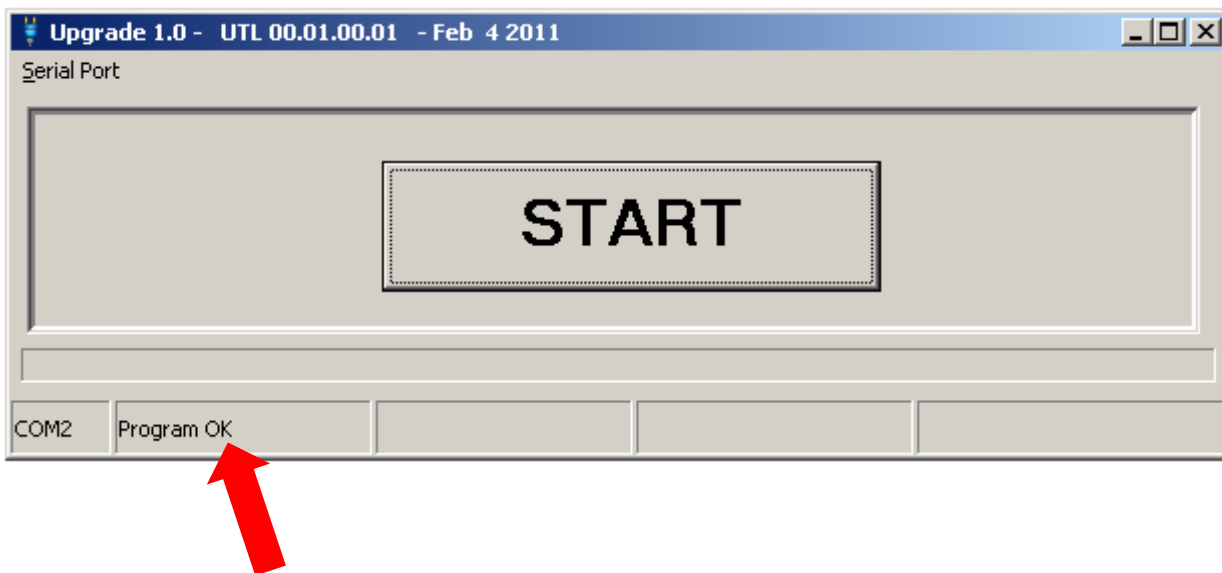 Upgrade 1.0 - UTL 00.01.00.01 - Feb 4 2011
Serial Port
START
COM2 Program OK